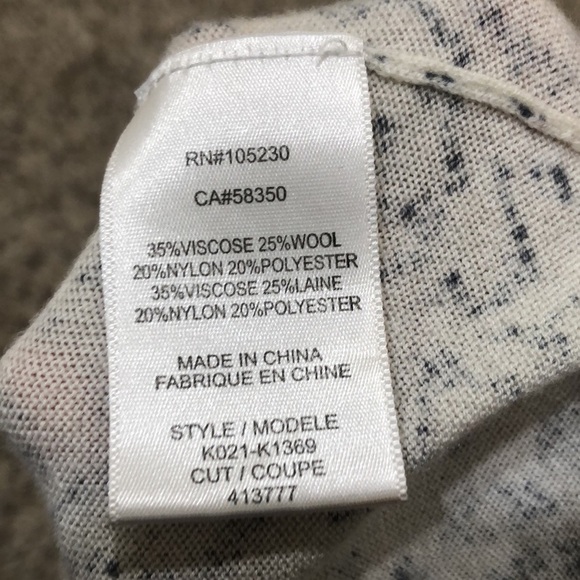 RN#105230
CA#58350
35%VISCOSE 25%WOOL
20%NYLON 20%POLYESTER
35%VISCOSE 25%LAINE
20%NYLON 20%POLYESTER
MADE IN CHINA
FABRIQUE EN CHINE
STYLE / MODELE
K021-K1369
CUT / COUPE
413777